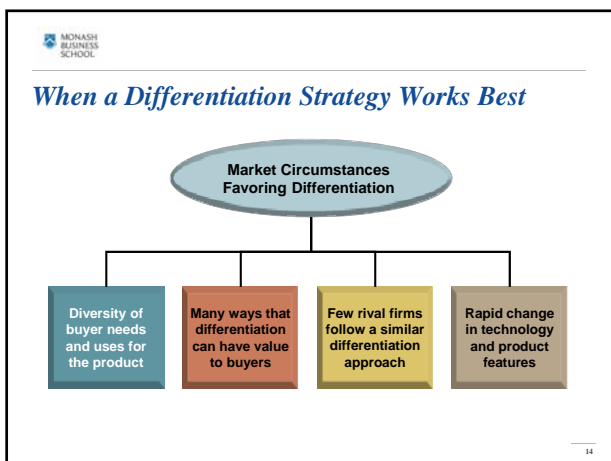 MONASH
BUSINESS
SCHOOL
When a Differentiation Strategy Works Best
Market Circumstances
Favoring Differentiation
Diversity of
buyer needs
and uses for
the product
Many ways that
differentiation
can have value
to buyers
Few rival firms
follow a similar
differentiation
approach
Rapid change
in technology
and product
features
14